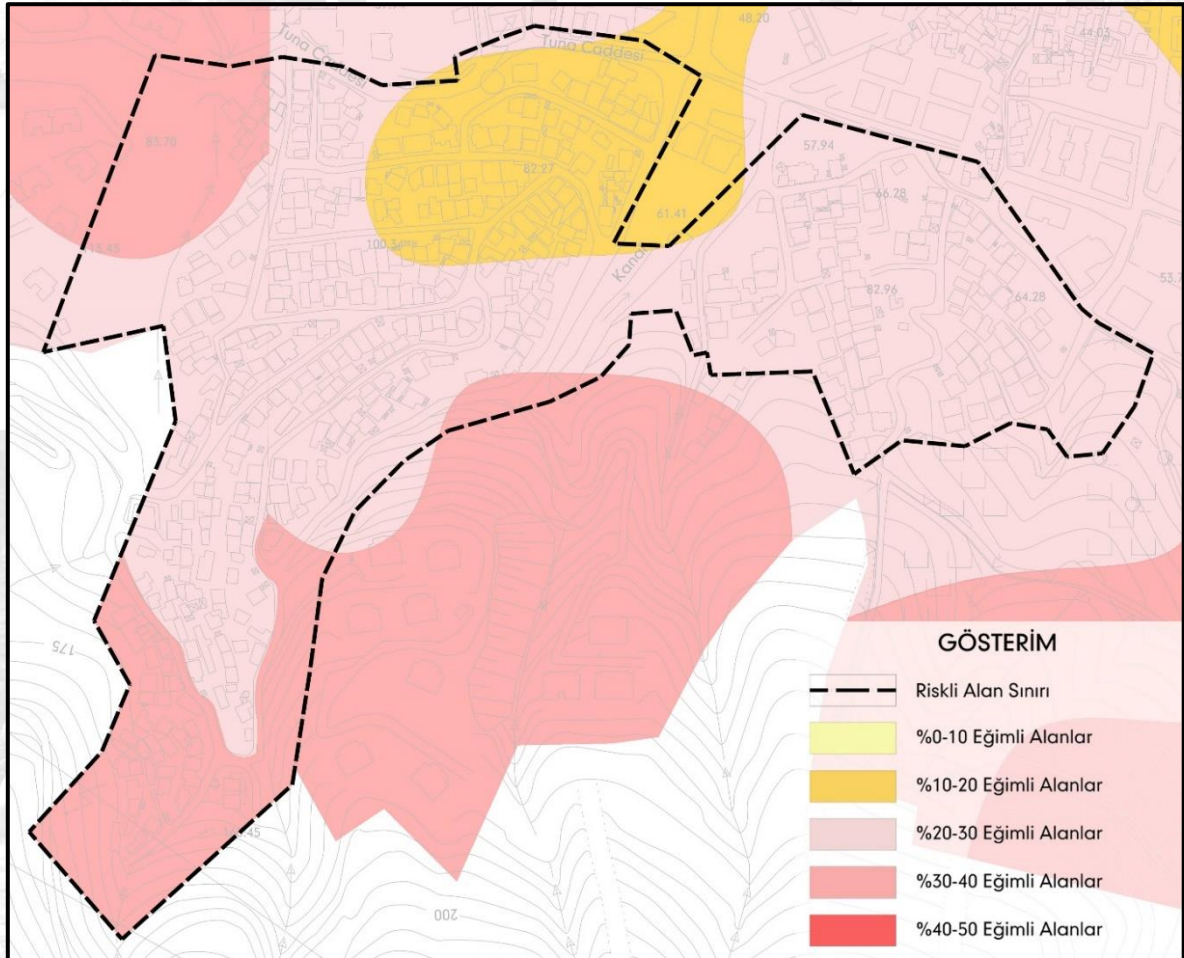 48.20
44.03
Tuna Caddesi
Tuna Caddesi
83.70
57.94
82.27
66.28
61.41
100.34
82.96
64.28
GÖSTERİM
Riskli Alan Sınırı
%0-10 Eğimli Alanlar
%10-20 Eğimli Alanlar
%20-30 Eğimli Alanlar
%30-40 Eğimli Alanlar
%40-50 Eğimli Alanlar
175
200